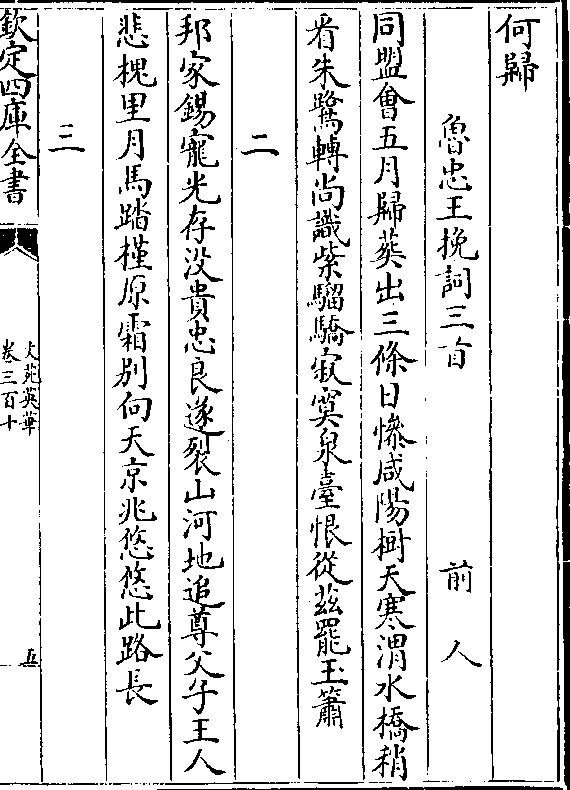 何歸
魯忠王挽詞三首　前人
同盟會五月歸葬出三條日慘咸陽樹天寒渭水橋稍
看朱鷺轉尚識紫騮驕寂寞泉臺恨從兹罷玉簫
二
邦家錫寵光存没貴忠良遂裂山河地追尊父子王人
悲槐里月馬踏槿原霜別向天京兆悠悠此路長
三
欽定四庫全書
文苑英華
卷三百十
五